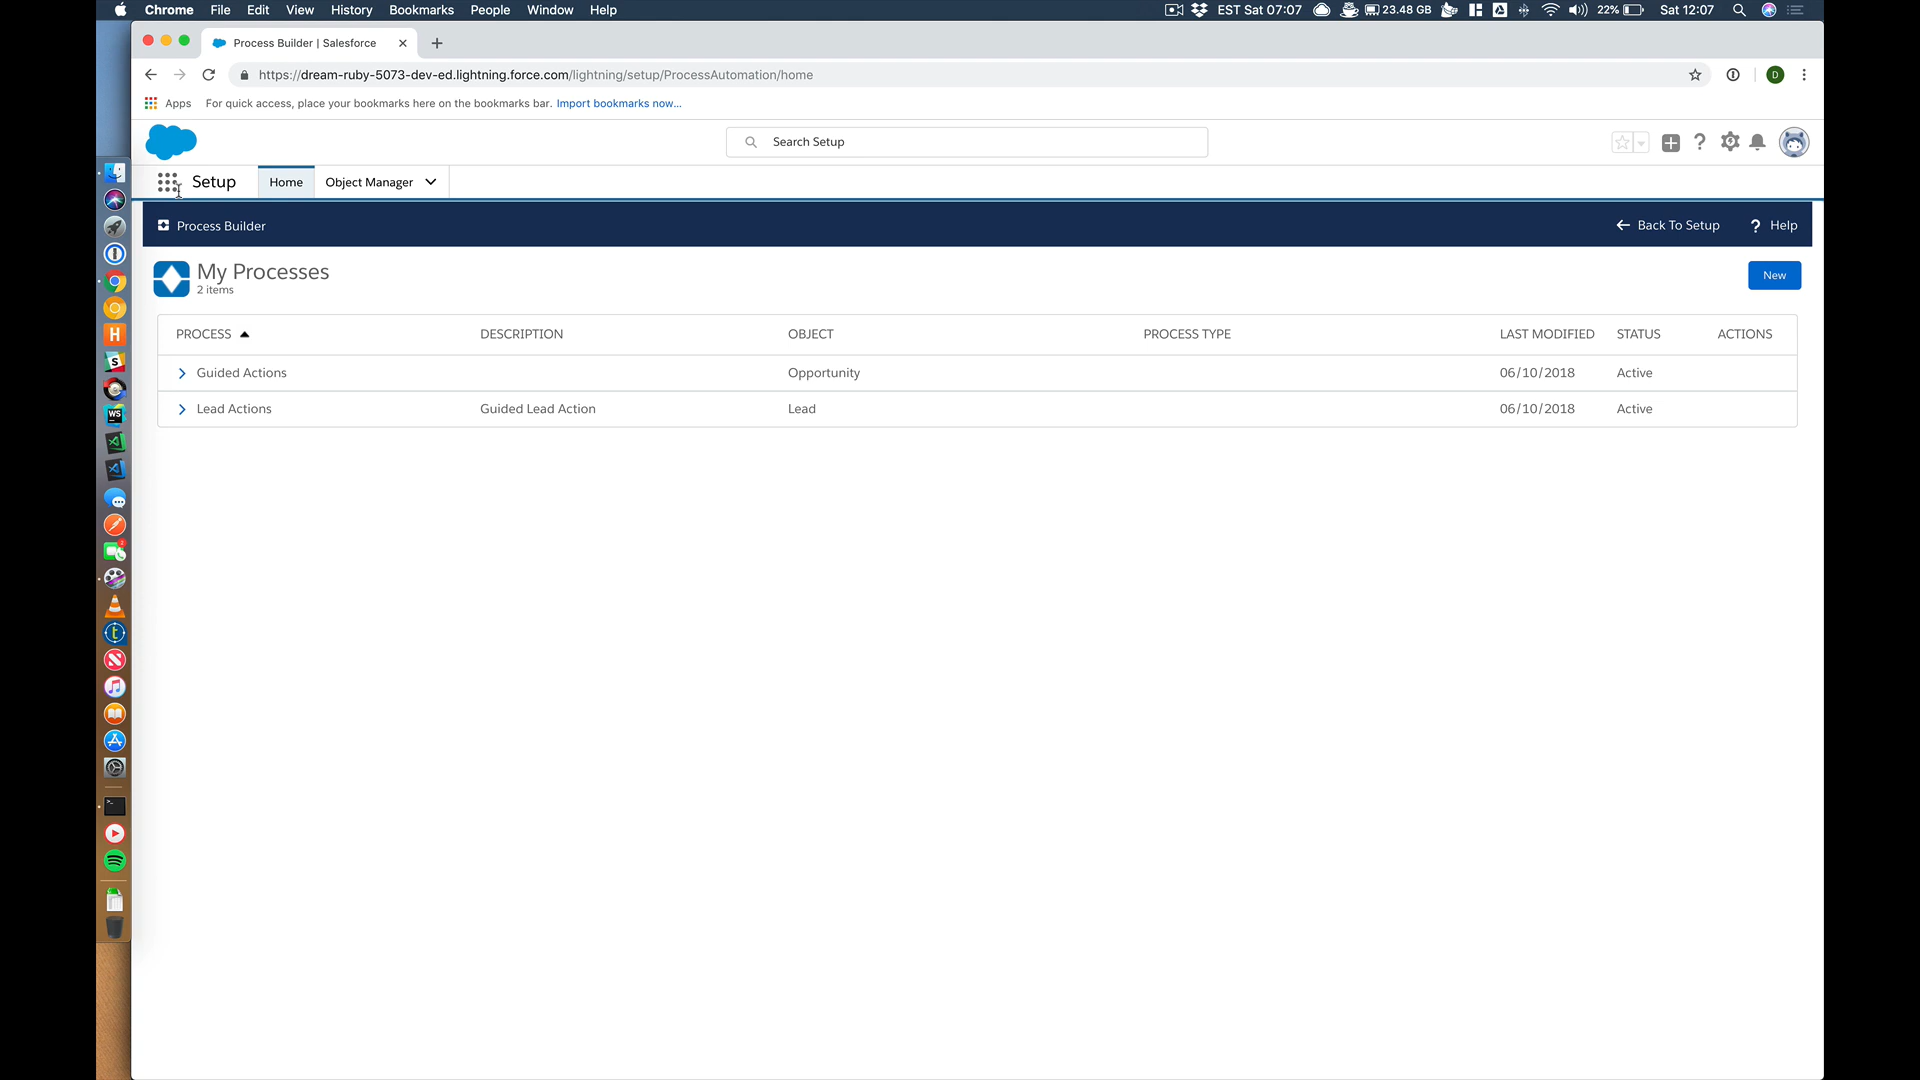 Chrome File Edit View History Bookmarks People Window Help EST Sat 07:07 23.48 GB 22% Sat 12:07
Process Builder | Salesforce
https://dream-ruby-5073-dev-ed.lightning.force.com/lightning/setup/ProcessAutomation/home
D
Apps For quick access, place your bookmarks here on the bookmarks bar. Import bookmarks now...
Search Setup
Setup Home Object Manager
Process Builder Back To Setup ? Help
My Processes
2 items
New
PROCESS DESCRIPTION OBJECT PROCESS TYPE LAST MODIFIED STATUS ACTIONS
Guided Actions Opportunity 06/10/2018 Active
Lead Actions Guided Lead Action Lead 06/10/2018 Active
H
S
WS
t